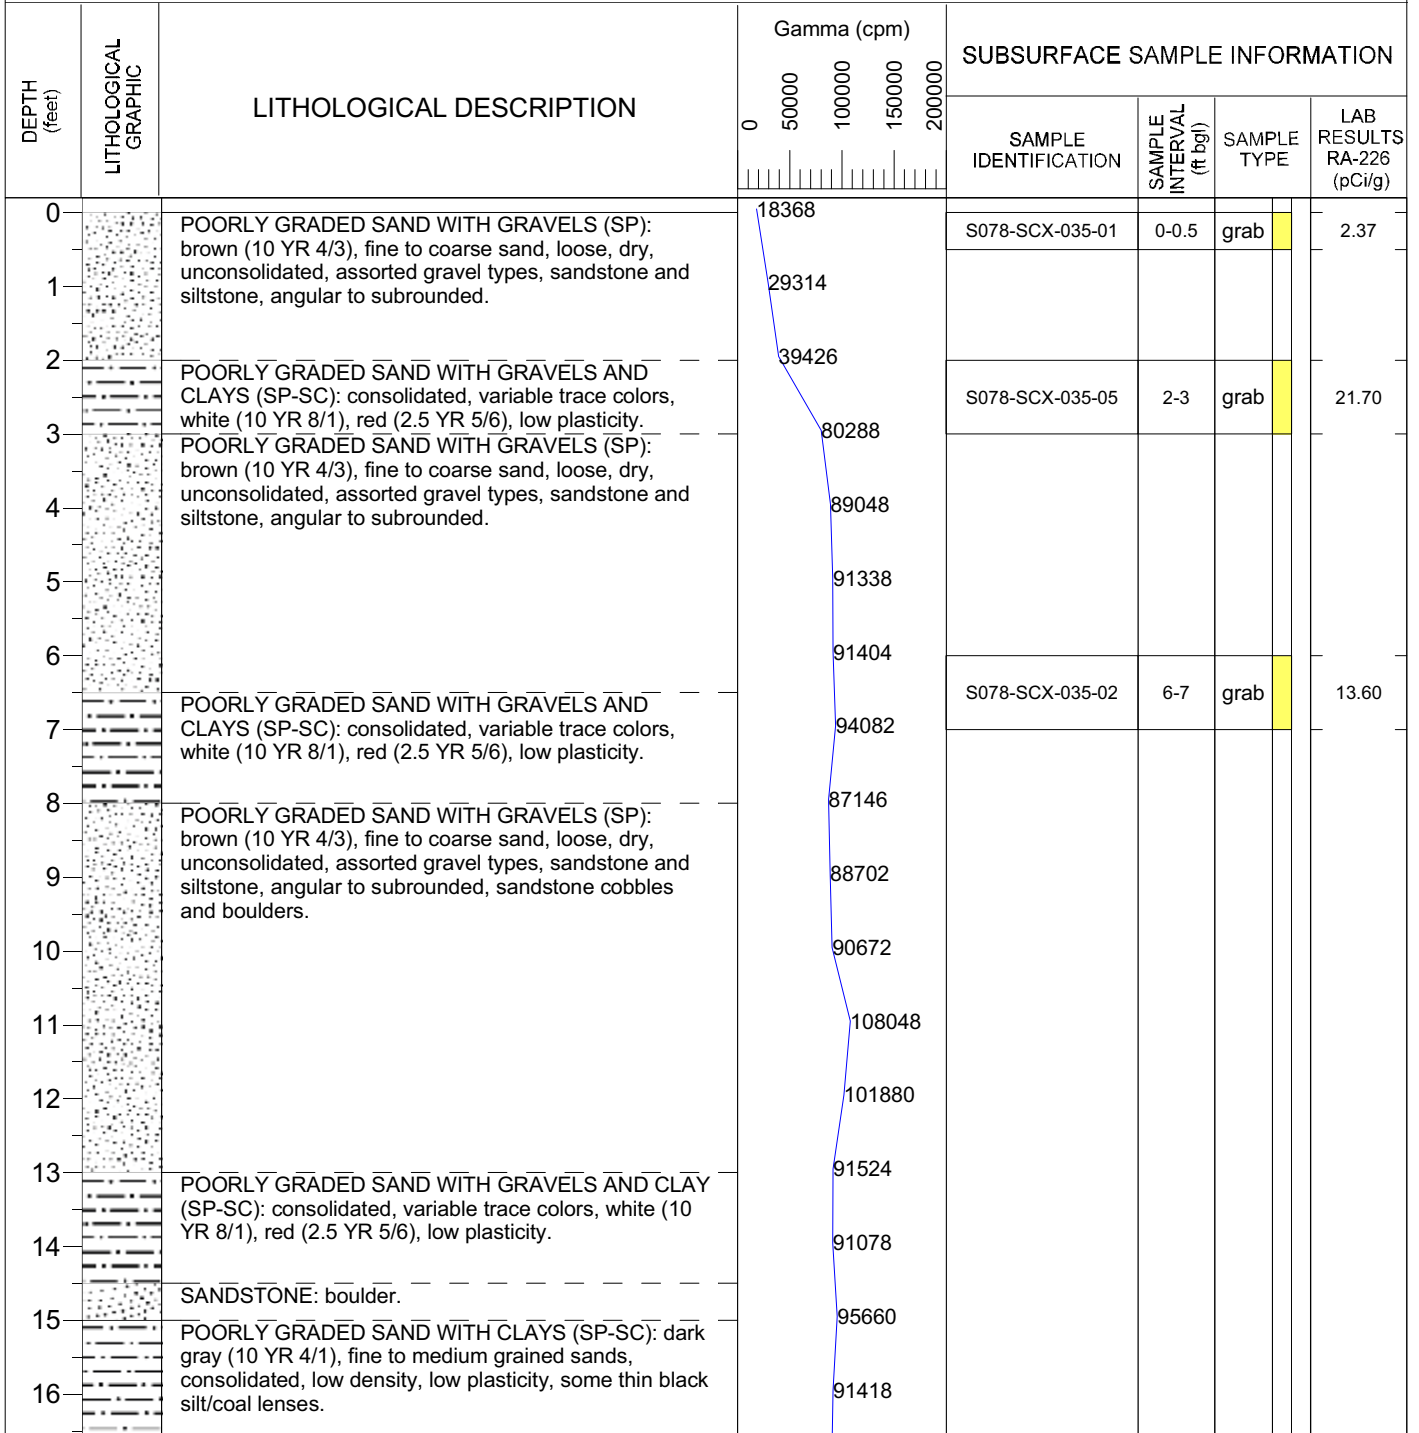 DEPTH
(feet)
LITHOLOGICAL
GRAPHIC
LITHOLOGICAL DESCRIPTION
Gamma (cpm)
0
50000
100000
150000
200000
SUBSURFACE SAMPLE INFORMATION
SAMPLE
IDENTIFICATION
SAMPLE
INTERVAL
(ft bgl)
SAMPLE
TYPE
LAB
RESULTS
RA-226
(pCi/g)
0
POORLY GRADED SAND WITH GRAVELS (SP):
brown (10 YR 4/3), fine to coarse sand, loose, dry,
unconsolidated, assorted gravel types, sandstone and
siltstone, angular to subrounded.
18368
S078-SCX-035-01
0-0.5
grab
2.37
1
29314
2
39426
POORLY GRADED SAND WITH GRAVELS AND
CLAYS (SP-SC): consolidated, variable trace colors,
white (10 YR 8/1), red (2.5 YR 5/6), low plasticity.
S078-SCX-035-05
2-3
grab
21.70
3
80288
POORLY GRADED SAND WITH GRAVELS (SP):
brown (10 YR 4/3), fine to coarse sand, loose, dry,
unconsolidated, assorted gravel types, sandstone and
siltstone, angular to subrounded.
4
89048
5
91338
6
91404
S078-SCX-035-02
6-7
grab
13.60
POORLY GRADED SAND WITH GRAVELS AND
CLAYS (SP-SC): consolidated, variable trace colors,
white (10 YR 8/1), red (2.5 YR 5/6), low plasticity.
7
94082
8
87146
POORLY GRADED SAND WITH GRAVELS (SP):
brown (10 YR 4/3), fine to coarse sand, loose, dry,
unconsolidated, assorted gravel types, sandstone and
siltstone, angular to subrounded, sandstone cobbles
and boulders.
9
88702
10
90672
11
108048
12
101880
13
91524
POORLY GRADED SAND WITH GRAVELS AND CLAY
(SP-SC): consolidated, variable trace colors, white (10
YR 8/1), red (2.5 YR 5/6), low plasticity.
14
91078
SANDSTONE: boulder.
15
95660
POORLY GRADED SAND WITH CLAYS (SP-SC): dark
gray (10 YR 4/1), fine to medium grained sands,
consolidated, low density, low plasticity, some thin black
silt/coal lenses.
16
91418